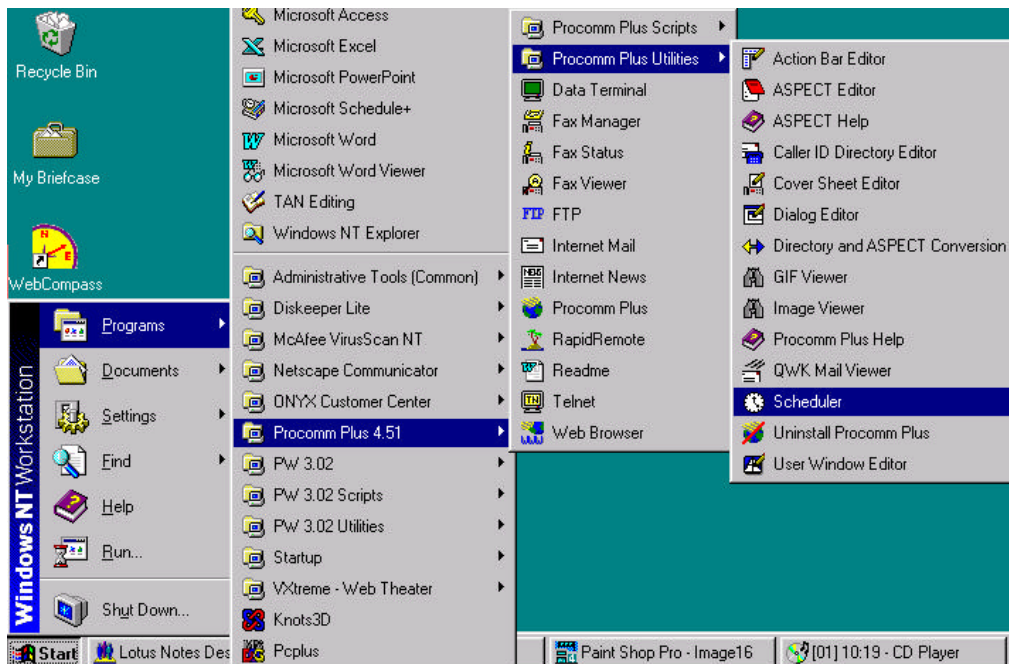 Recycle Bin
My Briefcase
WebCompass
Windows NT Workstation
Programs
Documents
Settings
Find
Help
Run...
Shut Down...
Microsoft Access
Microsoft Excel
Microsoft PowerPoint
Microsoft Schedule+
Microsoft Word
Microsoft Word Viewer
TAN Editing
Windows NT Explorer
Administrative Tools (Common)
Diskeeper Lite
McAfee VirusScan NT
Netscape Communicator
ONYX Customer Center
Procomm Plus 4.51
PW 3.02
PW 3.02 Scripts
PW 3.02 Utilities
Startup
VXtreme - Web Theater
Knots3D
Pcplus
Procomm Plus Scripts
Procomm Plus Utilities
Data Terminal
Fax Manager
Fax Status
Fax Viewer
FTP FTP
Internet Mail
Internet News
Procomm Plus
RapidRemote
Readme
Telnet
Web Browser
Action Bar Editor
ASPECT Editor
ASPECT Help
Caller ID Directory Editor
Cover Sheet Editor
Dialog Editor
Directory and ASPECT Conversion
GIF Viewer
Image Viewer
Procomm Plus Help
QWK Mail Viewer
Scheduler
Uninstall Procomm Plus
User Window Editor
Start
Lotus Notes Des
Paint Shop Pro - Image16
[01] 10:19 - CD Player